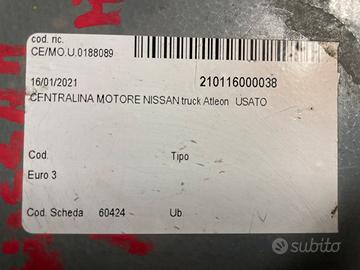 cod. ric.
CE/MO.U.0188089
16/01/2021 210116000038
CENTRALINA MOTORE NISSAN truck Atleon USATO
Cod. Tipo
Euro 3
Cod. Scheda 60424 Ub.
subito